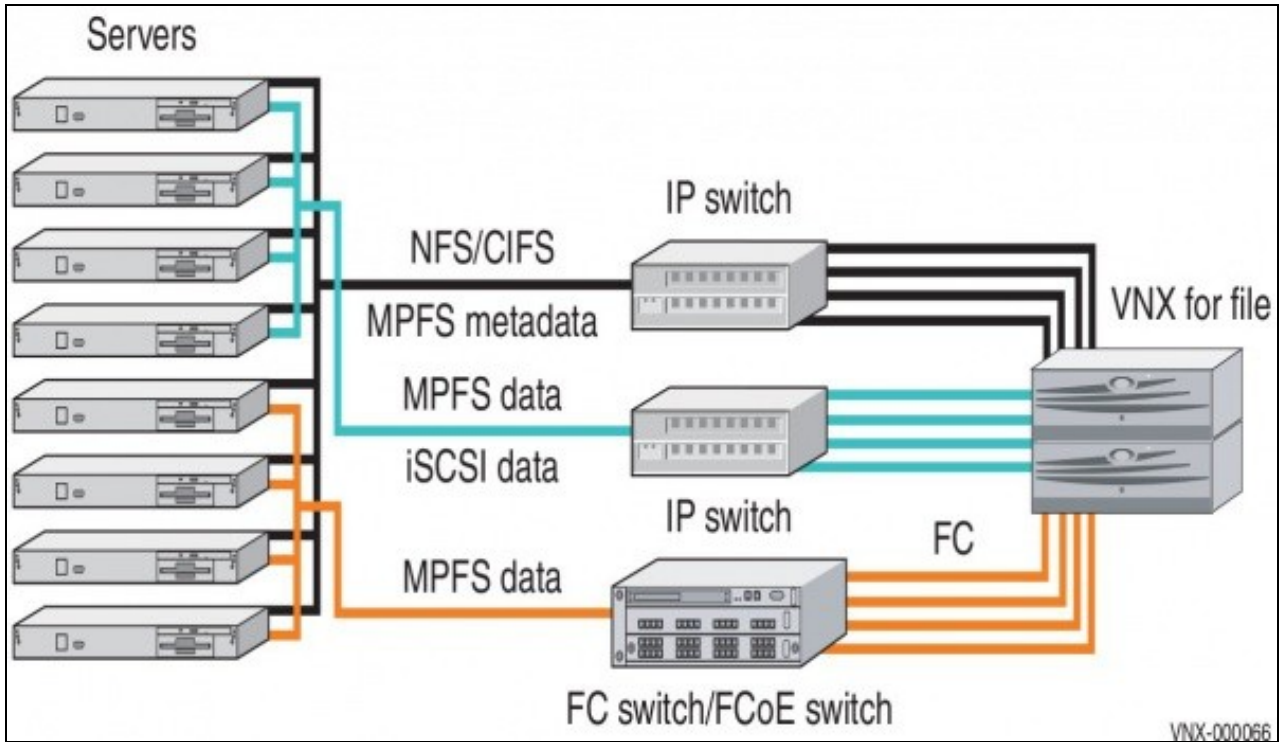 Servers
IP switch
NFS/CIFS
MPFS metadata
VNX for file
MPFS data
iSCSI data
IP switch
FC
MPFS data
FC switch/FCoE switch
VNX-000066